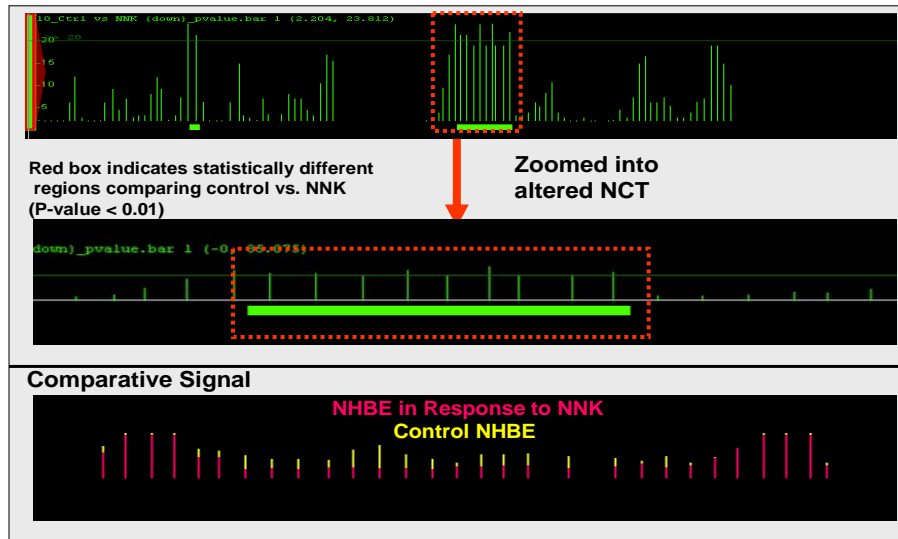 10_Ctrl vs NNK (down)_pvalue.bar 1 (2.204, 23.812)
20
20
15
10
5
Red box indicates statistically different
regions comparing control vs. NNK
(P-value < 0.01)
Zoomed into
altered NCT
down)_pvalue.bar 1 (-0,
Comparative Signal
NHBE in Response to NNK
Control NHBE